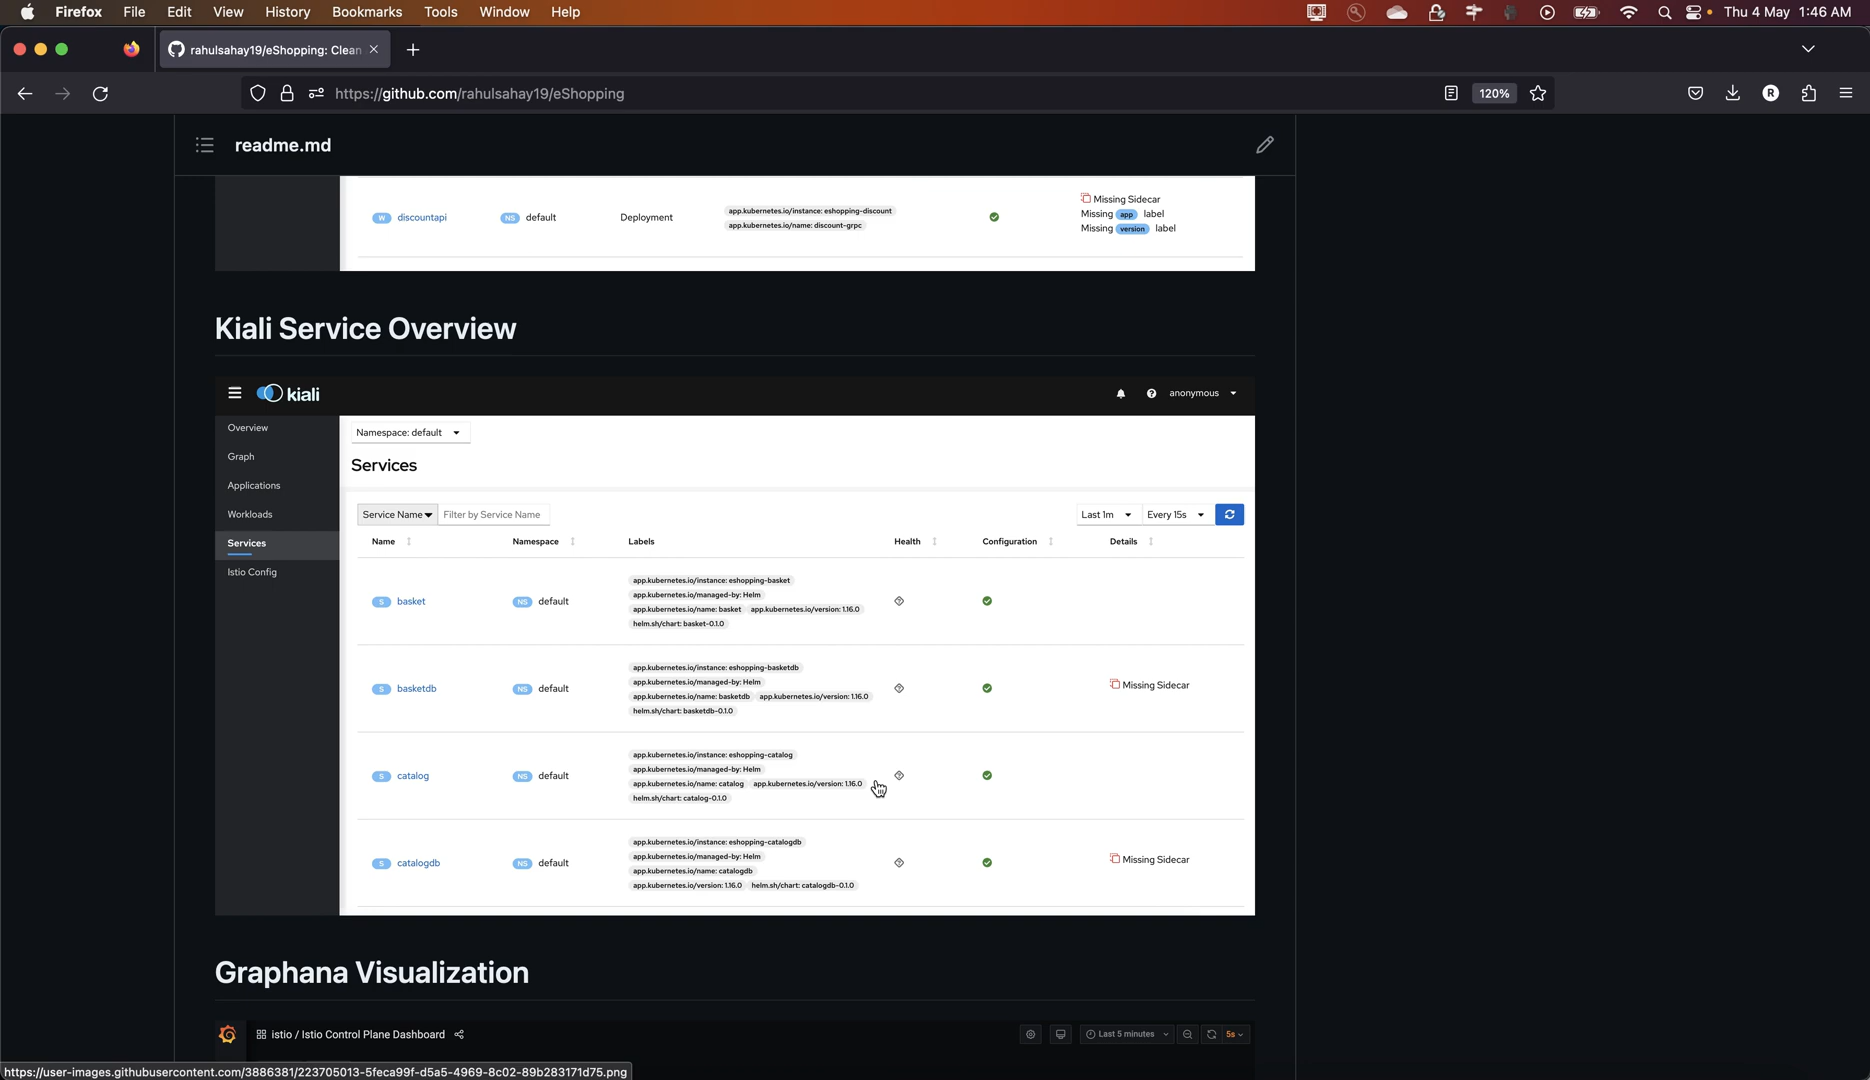 Firefox File Edit View History Bookmarks Tools Window Help Thu 4 May 1:46 AM
rahulsahay19/eShopping: Clean
https://github.com/rahulsahay19/eShopping 120% R
readme.md
Missing Sidecar
W discountapi NS default Deployment app.kubernetes.io/instance: eshopping-discount Missing app label
app.kubernetes.io/name: discount-grpc Missing version label
Kiali Service Overview
kiali anonymous
Overview
Graph
Applications
Workloads
Services
Istio Config
Namespace: default
Services
Service Name Filter by Service Name Last 1m Every 15s
Name Namespace Labels Health Configuration Details
app.kubernetes.io/instance: eshopping-basket
app.kubernetes.io/managed-by: Helm
S basket NS default
app.kubernetes.io/name: basket app.kubernetes.io/version: 1.16.0
helm.sh/chart: basket-0.1.0
app.kubernetes.io/instance: eshopping-basketdb
app.kubernetes.io/managed-by: Helm
S basketdb NS default Missing Sidecar
app.kubernetes.io/name: basketdb app.kubernetes.io/version: 1.16.0
helm.sh/chart: basketdb-0.1.0
app.kubernetes.io/instance: eshopping-catalog
app.kubernetes.io/managed-by: Helm
S catalog NS default
app.kubernetes.io/name: catalog app.kubernetes.io/version: 1.16.0
helm.sh/chart: catalog-0.1.0
app.kubernetes.io/instance: eshopping-catalogdb
app.kubernetes.io/managed-by: Helm
S catalogdb NS default Missing Sidecar
app.kubernetes.io/name: catalogdb
app.kubernetes.io/version: 1.16.0 helm.sh/chart: catalogdb-0.1.0
Graphana Visualization
istio / Istio Control Plane Dashboard Last 5 minutes 5s
https://user-images.githubusercontent.com/3886381/223705013-5feca99f-d5a5-4969-8c02-89b283171d75.png